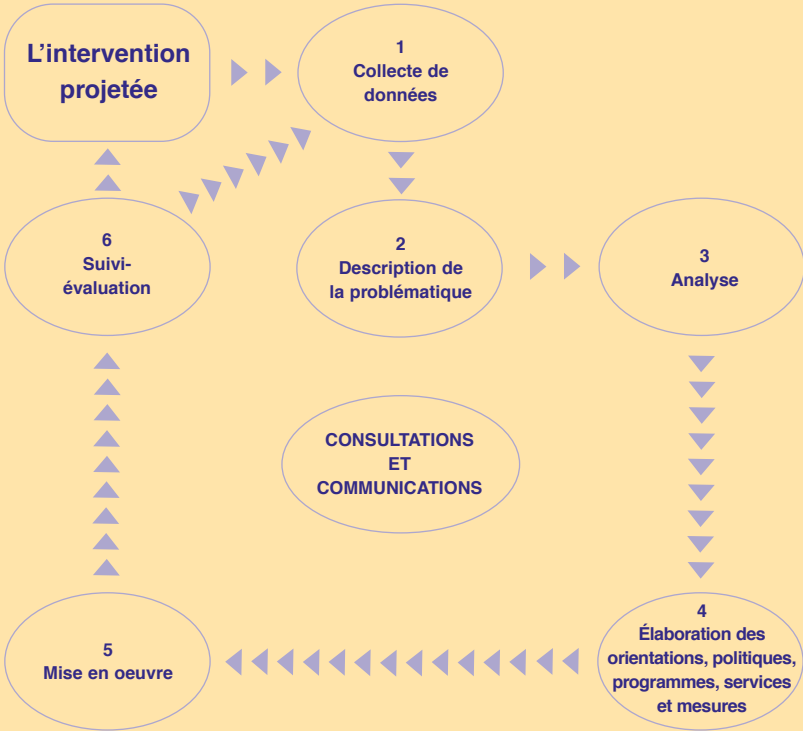 L’intervention
projetée
1
Collecte de
données
2
Description de
la problématique
3
Analyse
4
Élaboration des
orientations, politiques,
programmes, services
et mesures
5
Mise en oeuvre
6
Suivi-
évaluation
CONSULTATIONS
ET
COMMUNICATIONS